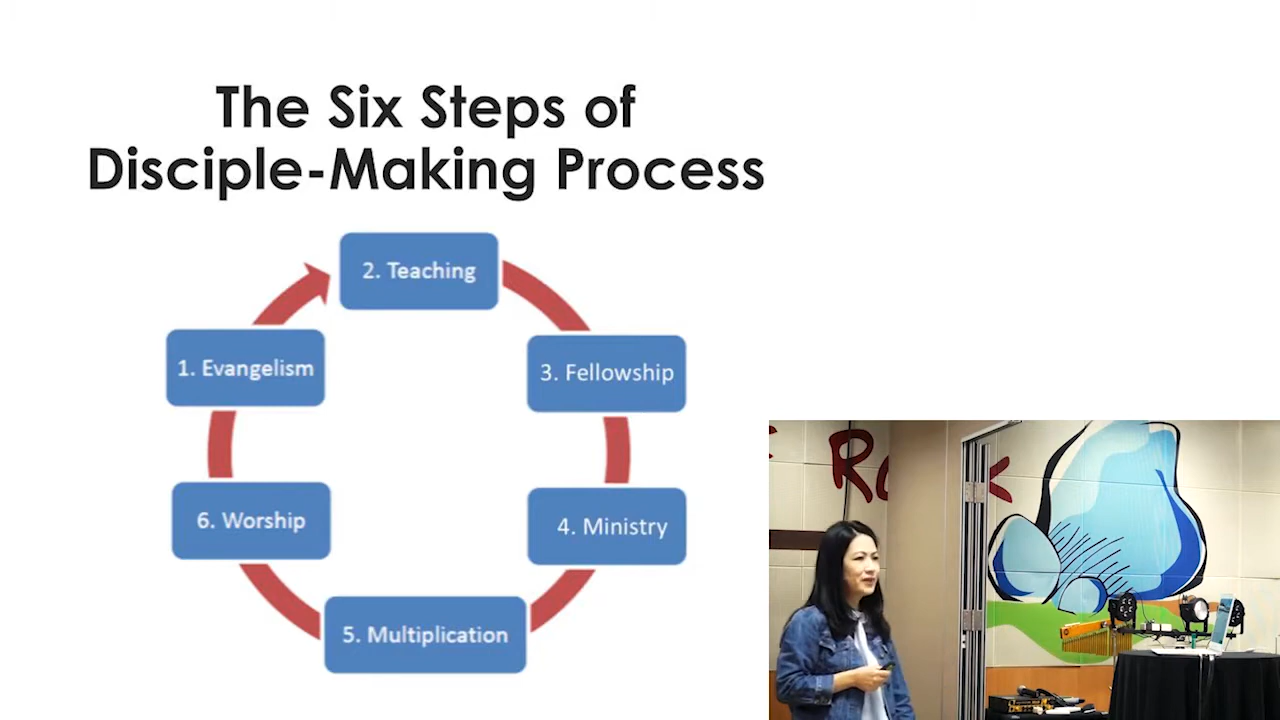 The Six Steps of
Disciple-Making Process
2. Teaching
1. Evangelism
3. Fellowship
6. Worship
4. Ministry
5. Multiplication